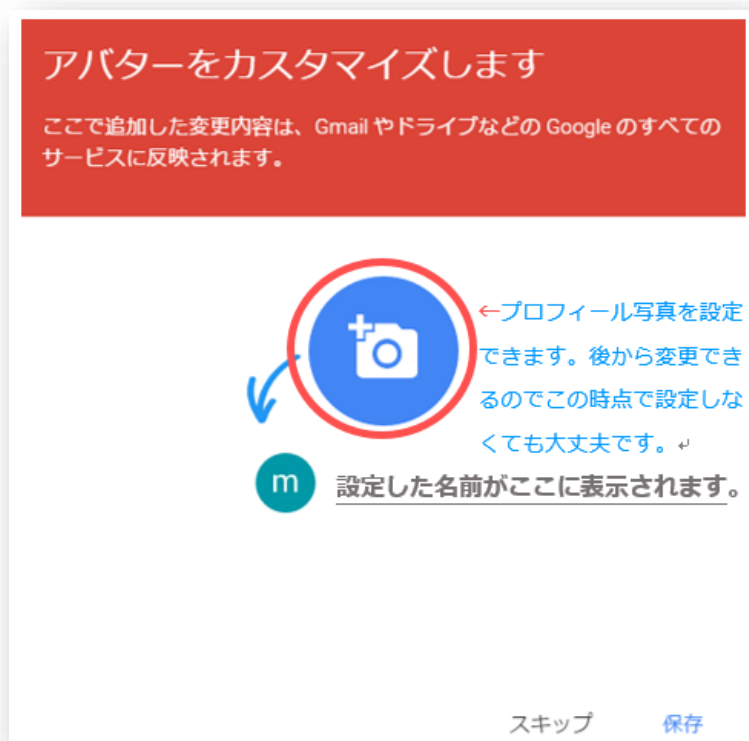 アバターをカスタマイズします
ここで追加した変更内容は、Gmail やドライブなどの Google のすべての
サービスに反映されます。
←プロフィール写真を設定
できます。後から変更でき
るのでこの時点で設定しな
くても大丈夫です。↵
m 設定した名前がここに表示されます。
スキップ 保存